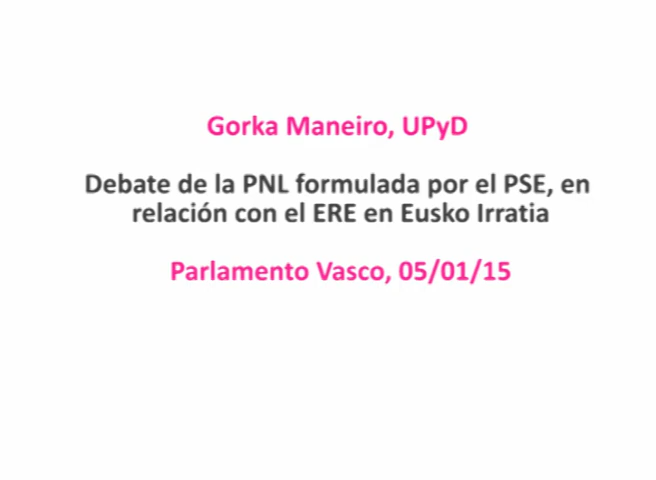 Gorka Maneiro, UPyD
Debate de la PNL formulada por el PSE, en
relación con el ERE en Eusko Irratia
Parlamento Vasco, 05/01/15